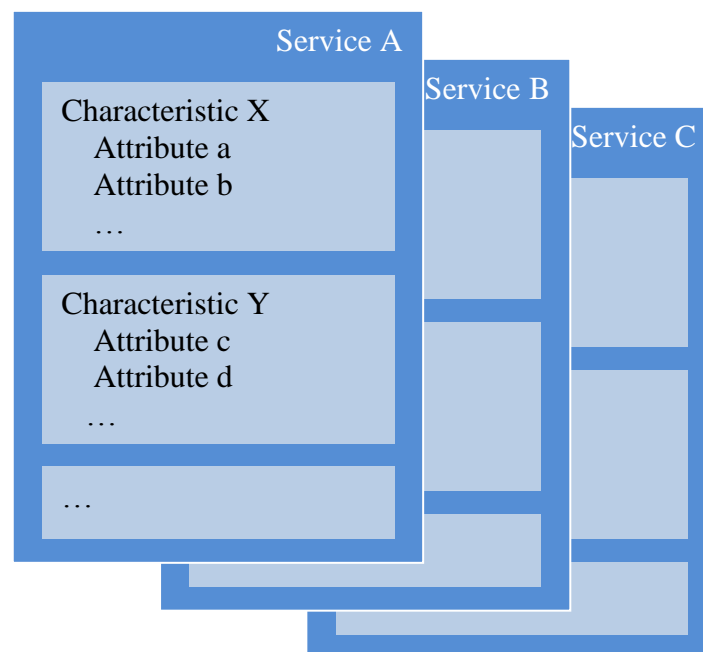 Service A
Characteristic X
Attribute a
Attribute b
…
Characteristic Y
Attribute c
Attribute d
…
…
Service B
Service C